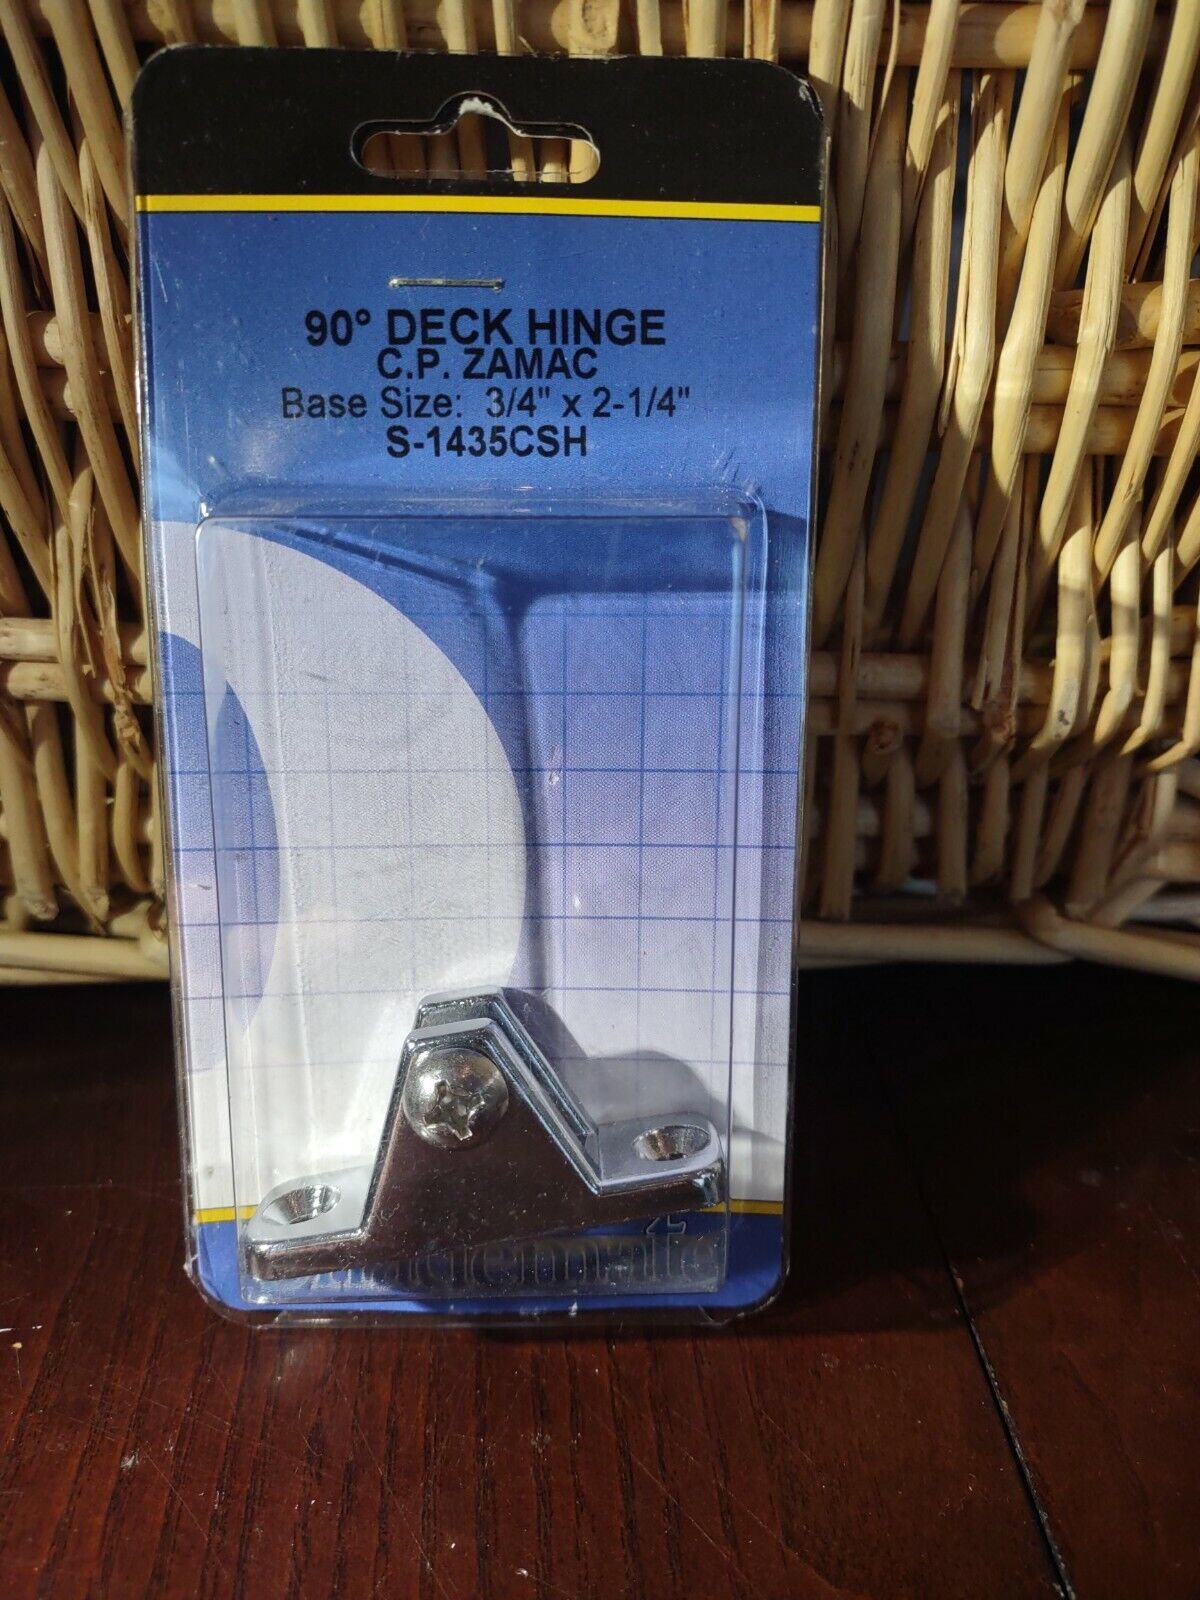 90° DECK HINGE
C.P. ZAMAC
Base Size: 3/4" x 2-1/4"
S-1435CSH